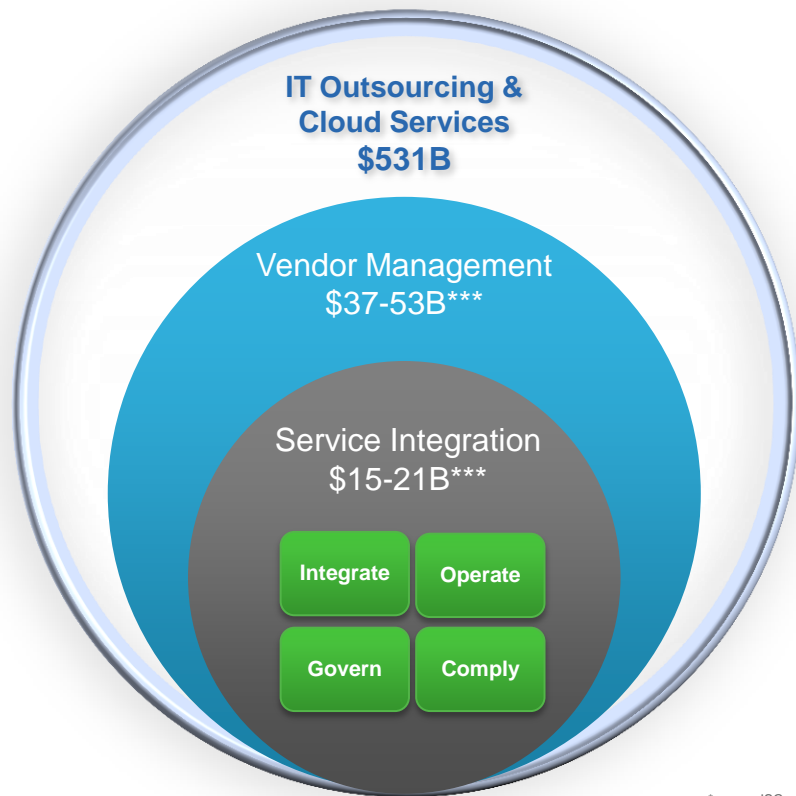 IT Outsourcing &
Cloud Services
$531B
Vendor Management
$37-53B***
Service Integration
$15-21B***
Integrate
Operate
Govern
Comply